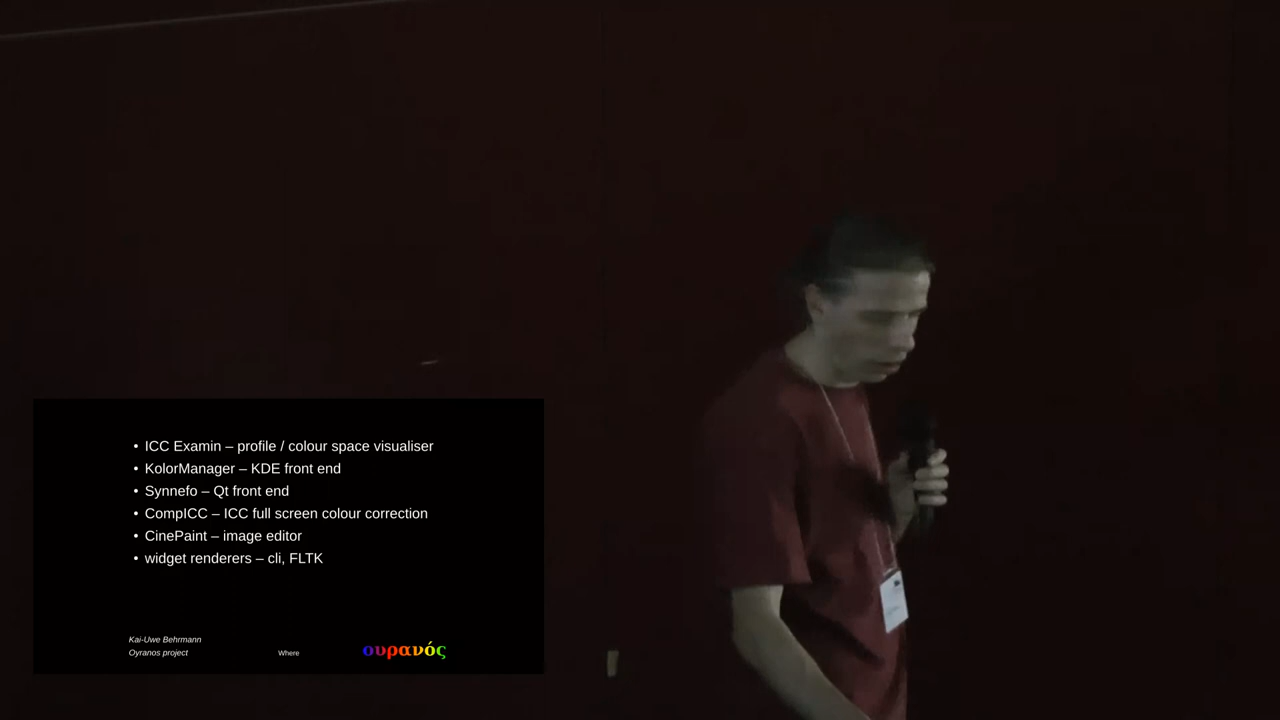 • ICC Examin – profile / colour space visualiser
• KolorManager – KDE front end
• Synnefo – Qt front end
• CompICC – ICC full screen colour correction
• CinePaint – image editor
• widget renderers – cli, FLTK
Kai-Uwe Behrmann
Oyranos project
Where
ουρανός